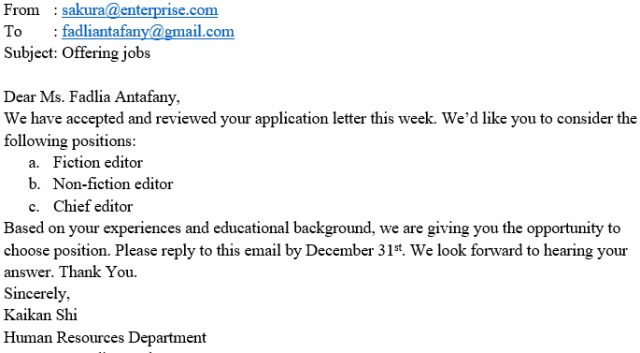 From : sakura@enterprise.com
To : fadliantafany@gmail.com
Subject: Offering jobs
Dear Ms. Fadlia Antafany,
We have accepted and reviewed your application letter this week. We'd like you to consider the
following positions:
a. Fiction editor
b. Non-fiction editor
c. Chief editor
Based on your experiences and educational background, we are giving you the opportunity to
choose position. Please reply to this email by December 31st. We look forward to hearing your
answer. Thank You.
Sincerely,
Kaikan Shi
Human Resources Department